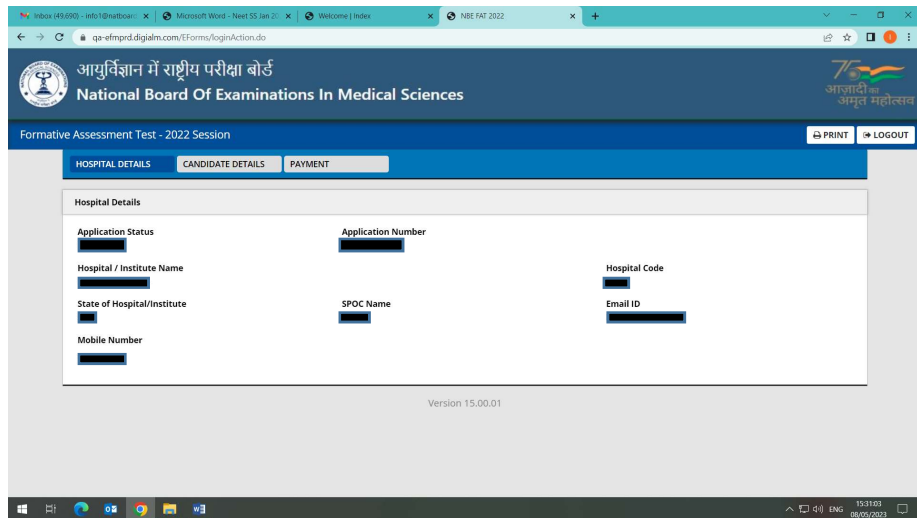 Inbox (49,690) - info1@natboard
Microsoft Word - Neet SS Jan 20
Welcome | Index
NBE FAT 2022
qa-efmprd.digialm.com/EForms/loginAction.do
आयुर्विज्ञान में राष्ट्रीय परीक्षा बोर्ड
National Board Of Examinations In Medical Sciences
75
आज़ादी का
अमृत महोत्सव
Formative Assessment Test - 2022 Session
PRINT
LOGOUT
HOSPITAL DETAILS CANDIDATE DETAILS PAYMENT
Hospital Details
Application Status Application Number
Hospital / Institute Name Hospital Code
State of Hospital/Institute SPOC Name Email ID
Mobile Number
Version 15.00.01
ENG
15:31:03
08/05/2023